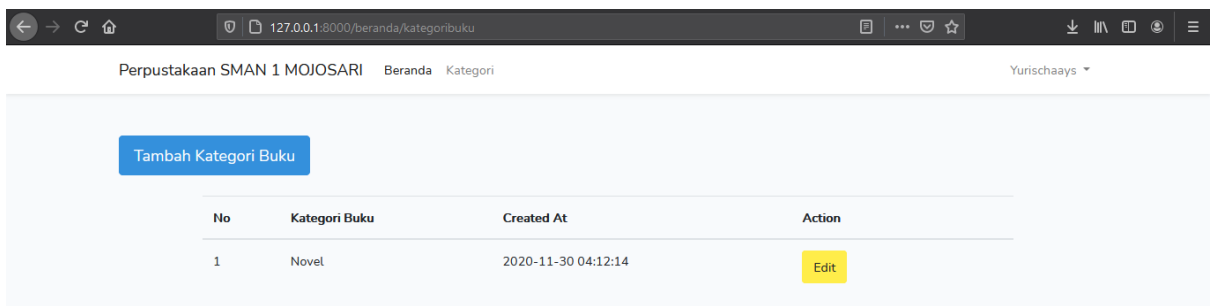 127.0.0.1:8000/beranda/kategoribuku
Perpustakaan SMAN 1 MOJOSARI Beranda Kategori Yurischaays
Tambah Kategori Buku
No Kategori Buku Created At Action
1 Novel 2020-11-30 04:12:14 Edit